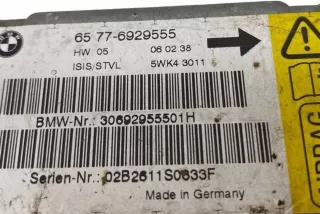 65 77-6929555
HW 05 06 02 38
ISIS/STVL 5WK4 3011
BMW-Nr.: 30692955501H
Serien-Nr.: 02B2611S0633F
Made in Germany
AIRBAG